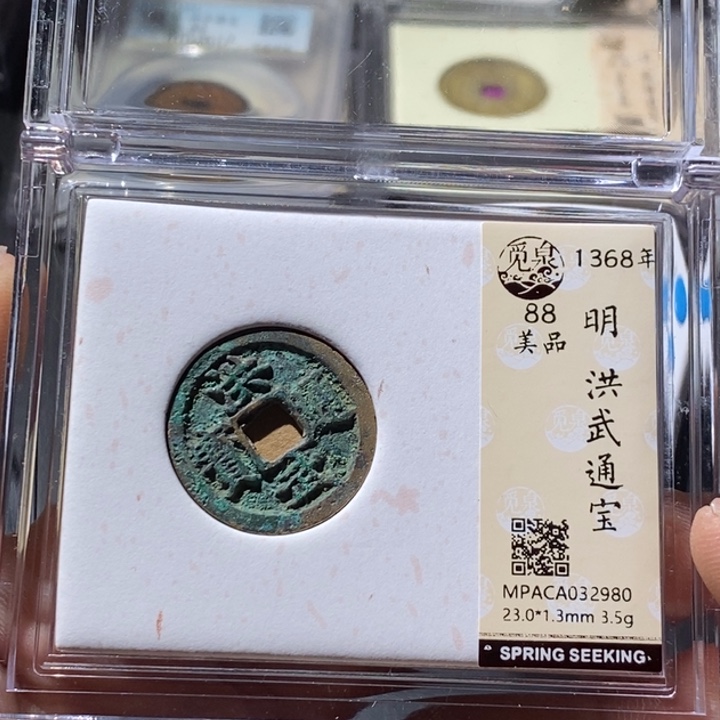 觅泉
1368年
88
美品
明
洪武通宝
MPACA032980
23.0*1.3mm 3.5g
SPRING SEEKING